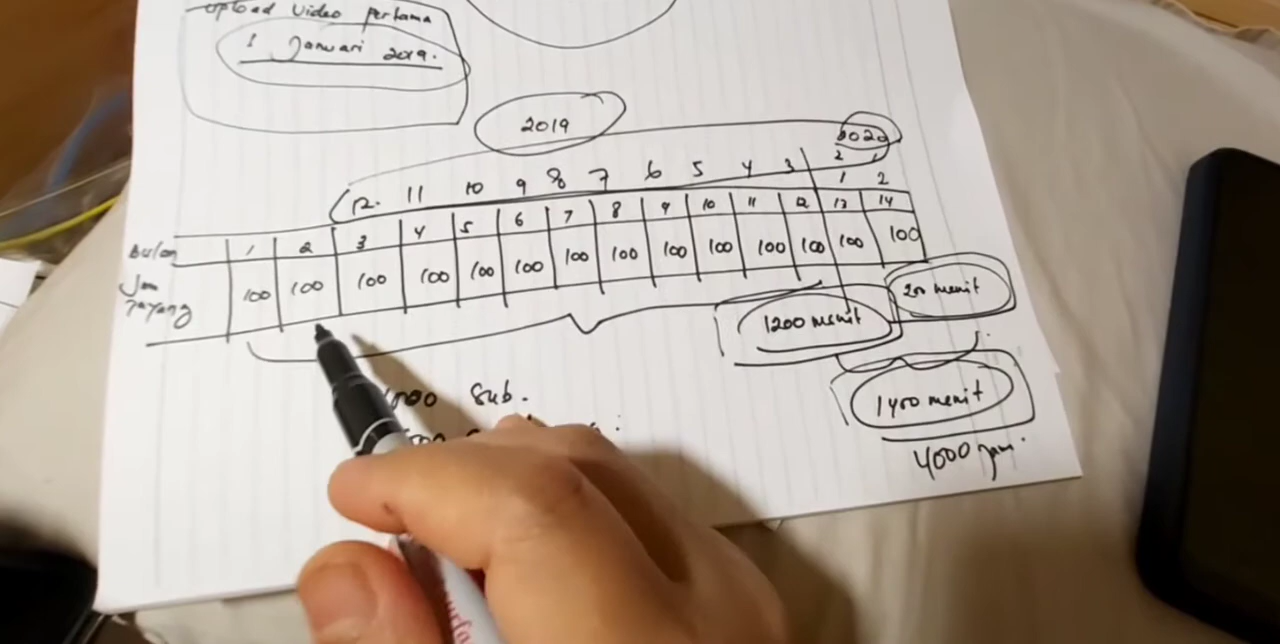 upload video pertama
1 Januari 2019.
2019
2020
2 1
12. 11 10 9 8 7 6 5 4 3 1 2
Bulan 1 2 3 4 5 6 7 8 9 10 11 12 13 14
Jam Tayang 100 100 100 100 100 100 100 100 100 100 100 100 100 100
1200 menit
200 menit
1400 menit
4000 jam.
sub.